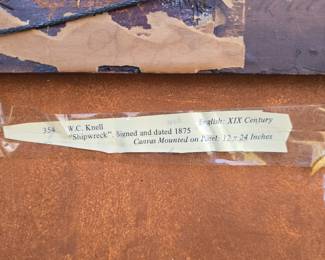 354 W.C. Knell English: XIX Century
"Shipwreck", Signed and dated 1875
Canvas Mounted on Panel: 12 x 24 Inches